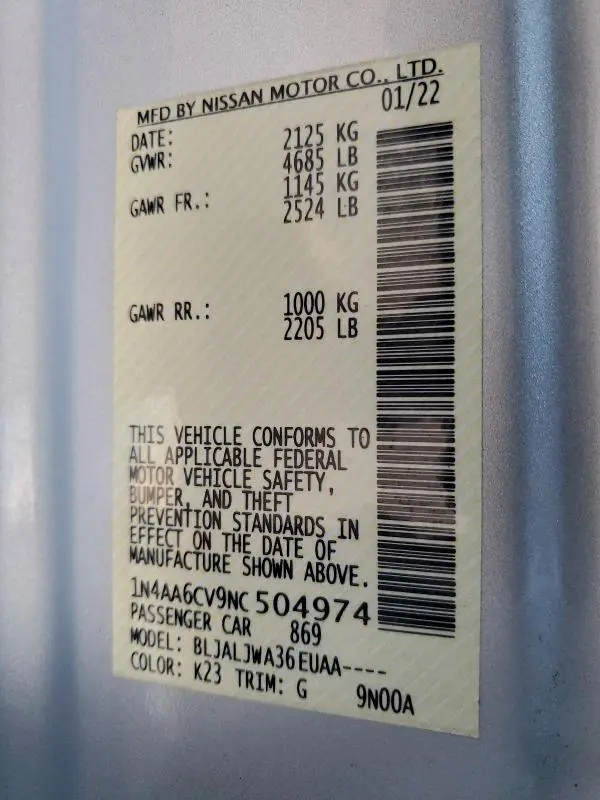 MFD BY NISSAN MOTOR CO., LTD.
DATE: 01/22
GVWR: 2125 KG
4685 LB
GAWR FR.: 1145 KG
2524 LB
GAWR RR.: 1000 KG
2205 LB
THIS VEHICLE CONFORMS TO
ALL APPLICABLE FEDERAL
MOTOR VEHICLE SAFETY,
BUMPER, AND THEFT
PREVENTION STANDARDS IN
EFFECT ON THE DATE OF
MANUFACTURE SHOWN ABOVE.
1N4AA6CV9NC504974
PASSENGER CAR 869
MODEL: BLJALJWA36EUAA----
COLOR: K23 TRIM: G 9N00A